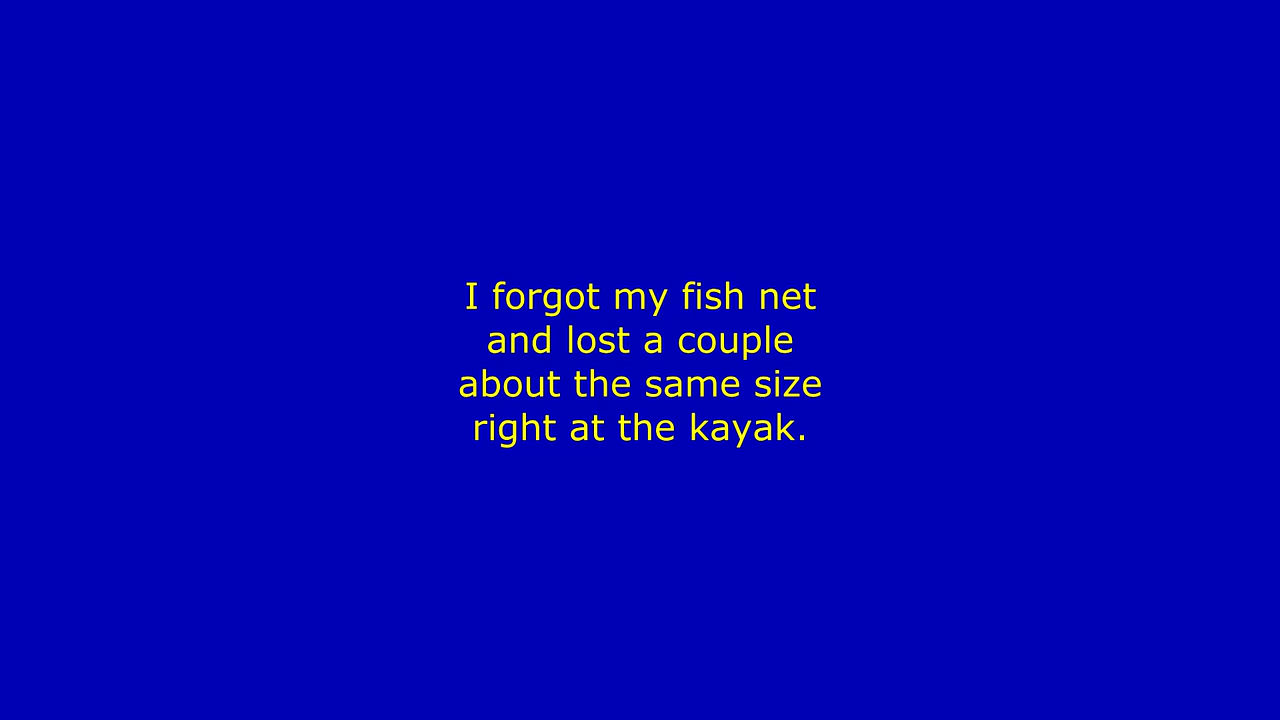 I forgot my fish net
and lost a couple
about the same size
right at the kayak.